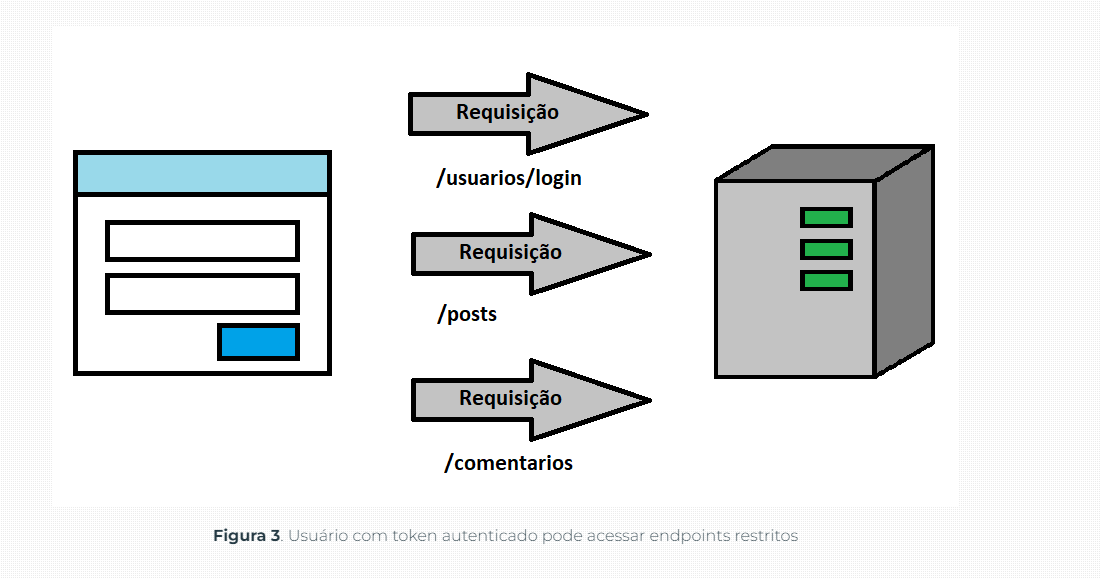 Requisição
/usuarios/login
Requisição
/posts
Requisição
/comentarios
Figura 3. Usuário com token autenticado pode acessar endpoints restritos